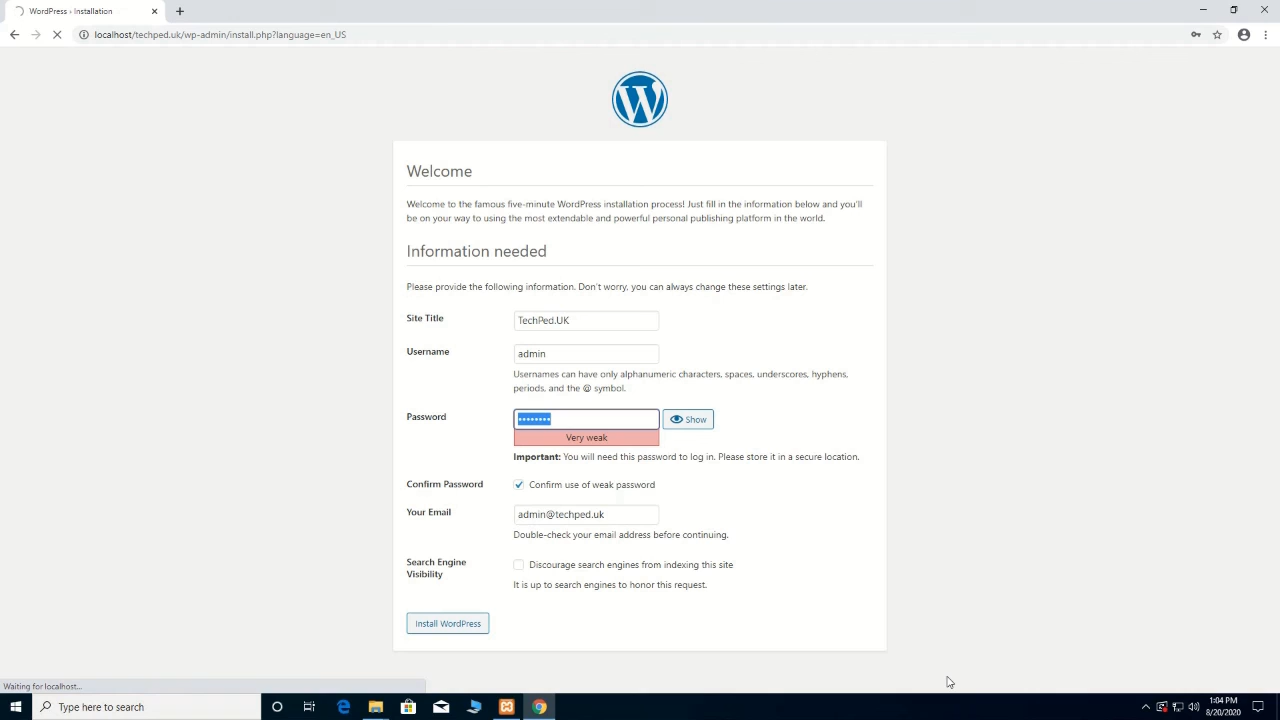 WordPress › Installation
localhost/techped.uk/wp-admin/install.php?language=en_US
Welcome
Welcome to the famous five-minute WordPress installation process! Just fill in the information below and you'll
be on your way to using the most extendable and powerful personal publishing platform in the world.
Information needed
Please provide the following information. Don't worry, you can always change these settings later.
Site Title
TechPed.UK
Username
admin
Usernames can have only alphanumeric characters, spaces, underscores, hyphens,
periods, and the @ symbol.
Password
••••••••
Show
Very weak
Important: You will need this password to log in. Please store it in a secure location.
Confirm Password
Confirm use of weak password
Your Email
admin@techped.uk
Double-check your email address before continuing.
Search Engine
Visibility
Discourage search engines from indexing this site
It is up to search engines to honor this request.
Install WordPress
Waiting for localhost...
Type here to search
1:04 PM
8/20/2020